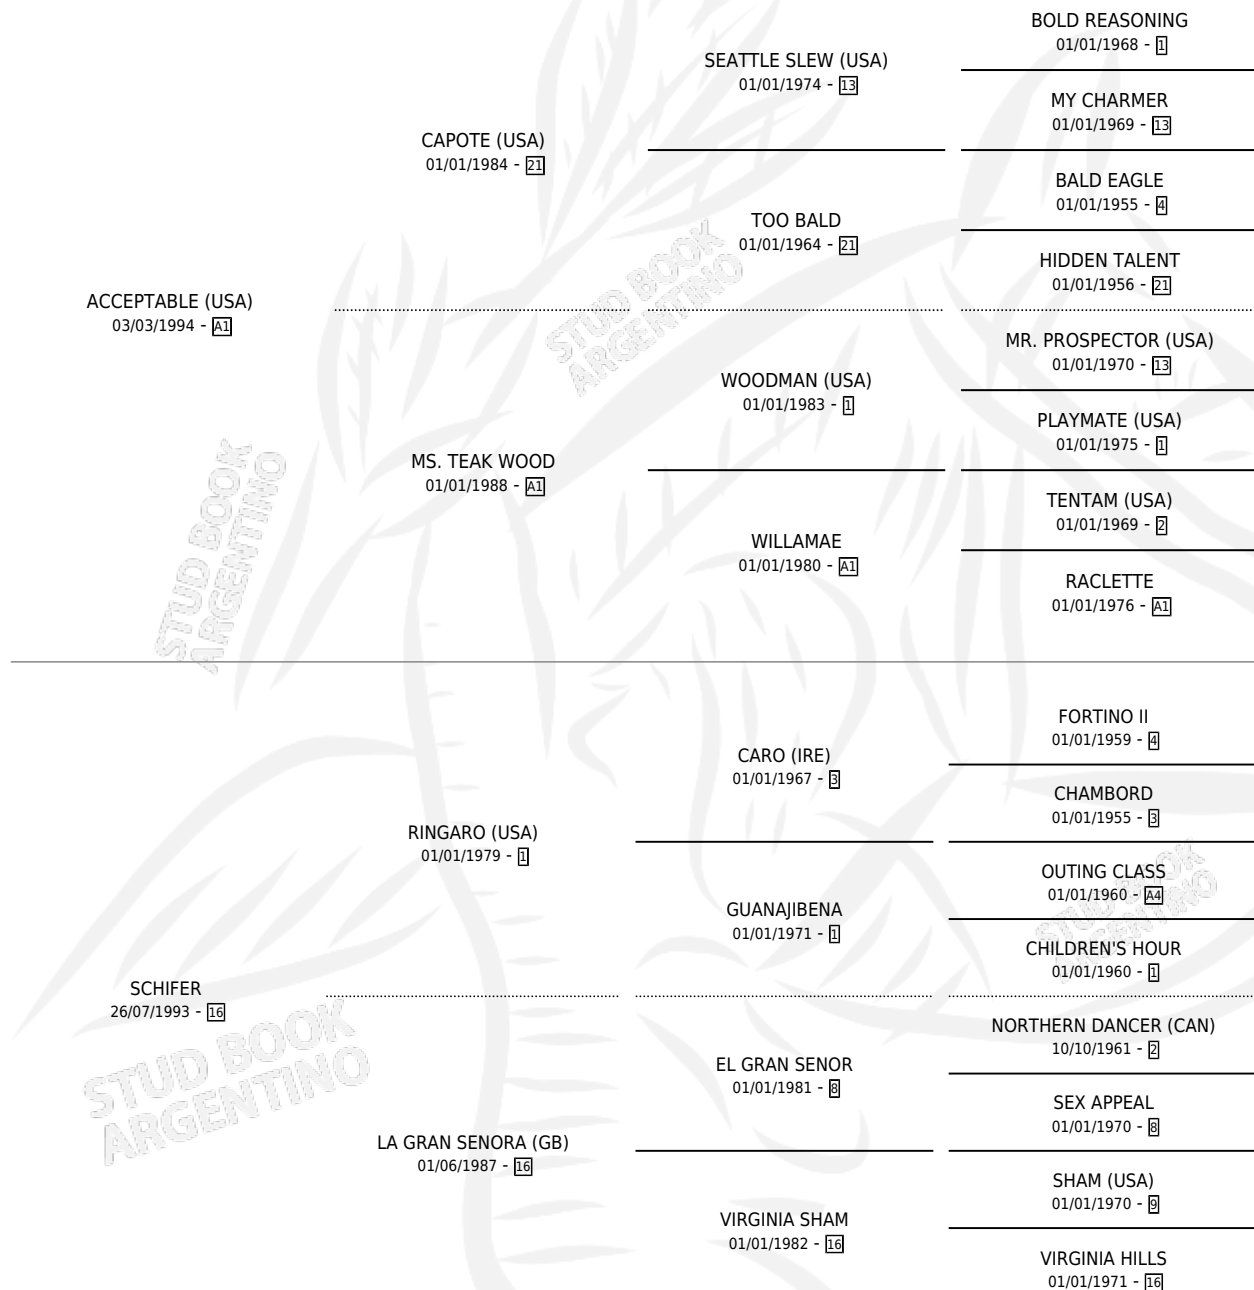 BOLD REASONING
01/01/1968 - 1
SEATTLE SLEW (USA)
01/01/1974 - 13
MY CHARMER
01/01/1969 - 13
CAPOTE (USA)
01/01/1984 - 21
BALD EAGLE
01/01/1955 - 4
TOO BALD
01/01/1964 - 21
HIDDEN TALENT
01/01/1956 - 21
ACCEPTABLE (USA)
03/03/1994 - A1
STUD BOOK
ARGENTINO
MR. PROSPECTOR (USA)
01/01/1970 - 13
WOODMAN (USA)
01/01/1983 - 1
PLAYMATE (USA)
01/01/1975 - 1
MS. TEAK WOOD
01/01/1988 - A1
TENTAM (USA)
01/01/1969 - 2
WILLAMAE
01/01/1980 - A1
RACLETTE
01/01/1976 - A1
STUD BOOK
ARGENTINO
FORTINO II
01/01/1959 - 4
CARO (IRE)
01/01/1967 - 3
CHAMBORD
01/01/1955 - 3
RINGARO (USA)
01/01/1979 - 1
OUTING CLASS
01/01/1960 - A4
GUANAJIBENA
01/01/1971 - 1
CHILDREN'S HOUR
01/01/1960 - 1
STUD BOOK
ARGENTINO
SCHIFER
26/07/1993 - 16
NORTHERN DANCER (CAN)
10/10/1961 - 2
EL GRAN SENOR
01/01/1981 - 8
SEX APPEAL
01/01/1970 - 8
STUD BOOK
ARGENTINO
LA GRAN SENORA (GB)
01/06/1987 - 16
SHAM (USA)
01/01/1970 - 9
VIRGINIA SHAM
01/01/1982 - 16
VIRGINIA HILLS
01/01/1971 - 16